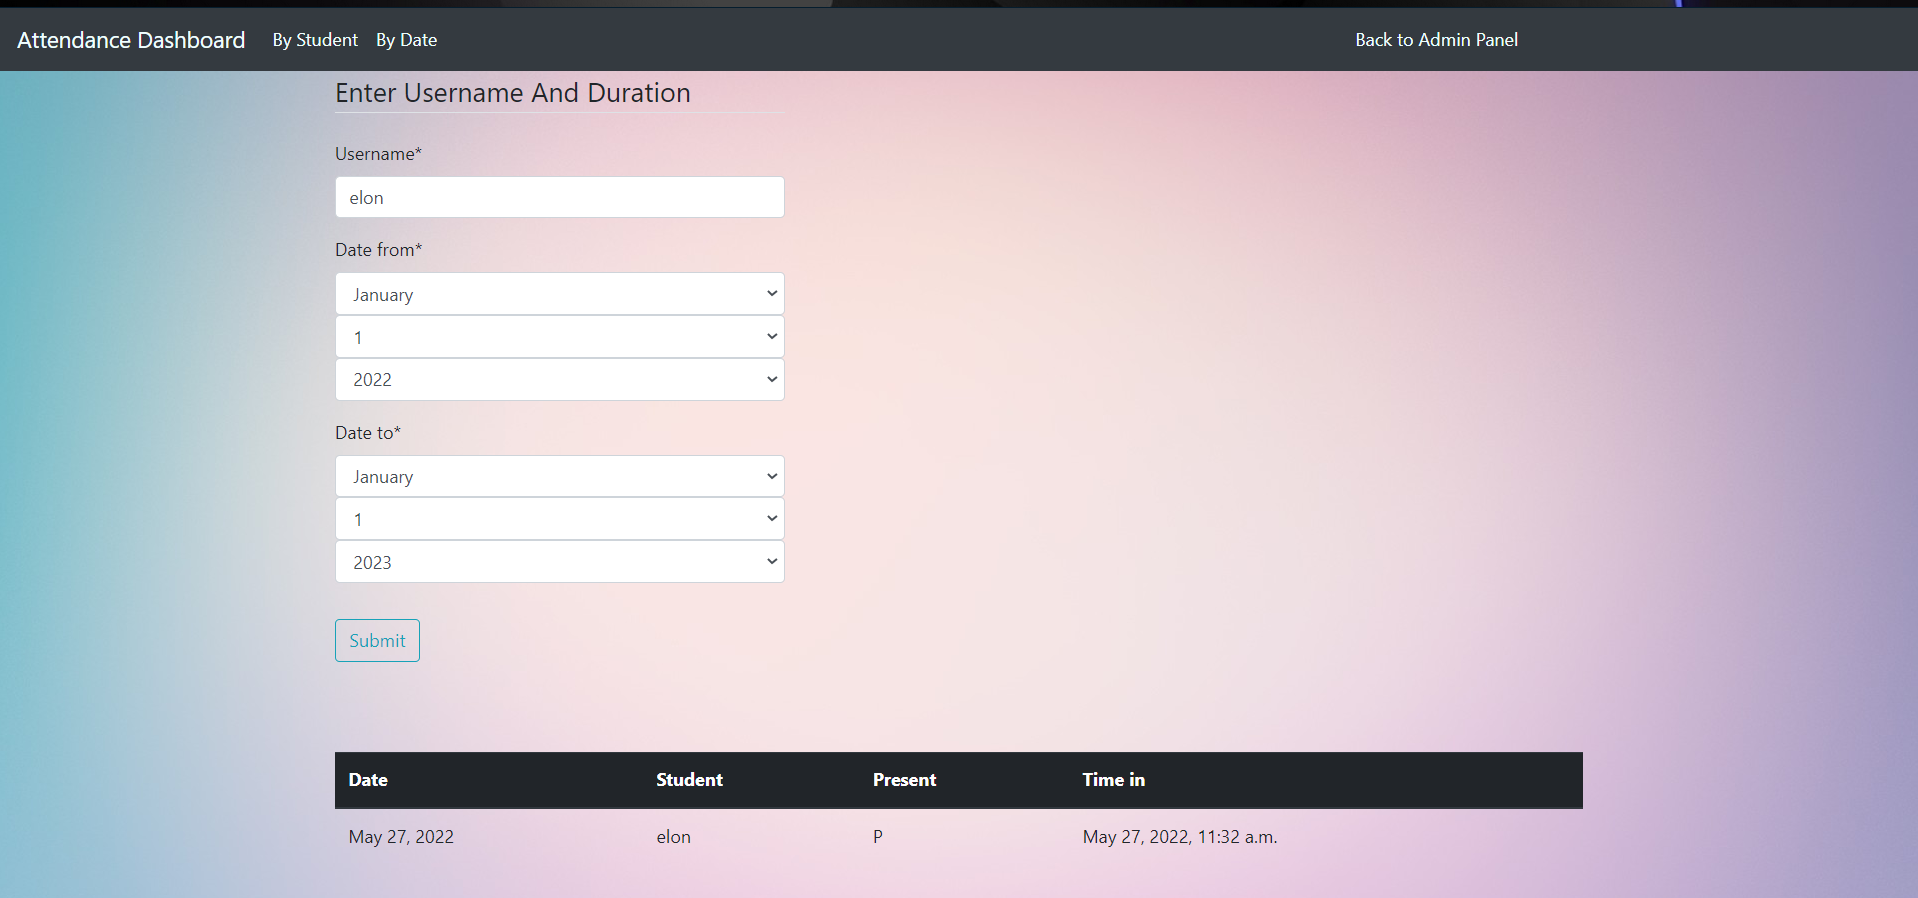 Attendance Dashboard By Student By Date Back to Admin Panel
Enter Username And Duration
Username*
elon
Date from*
January
1
2022
Date to*
January
1
2023
Submit
Date Student Present Time in
May 27, 2022 elon P May 27, 2022, 11:32 a.m.